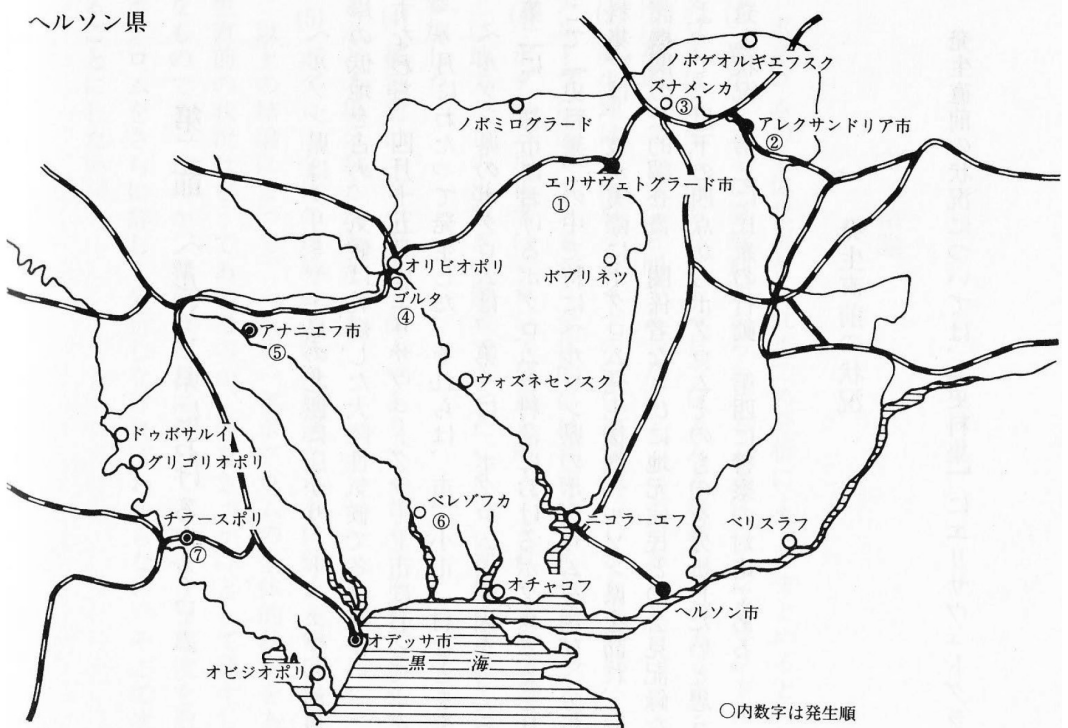 ヘルソン県
ノボゲオルギエフスク
ズナメンカ
③
ノボミログラード
アレクサンドリア市
②
エリサヴェトグラード市
①
オリビオポリ
ボブリネツ
ゴルタ
④
アナニエフ市
⑤
ヴォズネセンスク
ドゥボサルイ
グリゴリオポリ
ベレゾフカ
⑥
ニコラーエフ
ベリスラフ
チラースポリ
⑦
オチャコフ
ヘルソン市
オデッサ市
黒海
オビジオポリ
○内数字は発生順